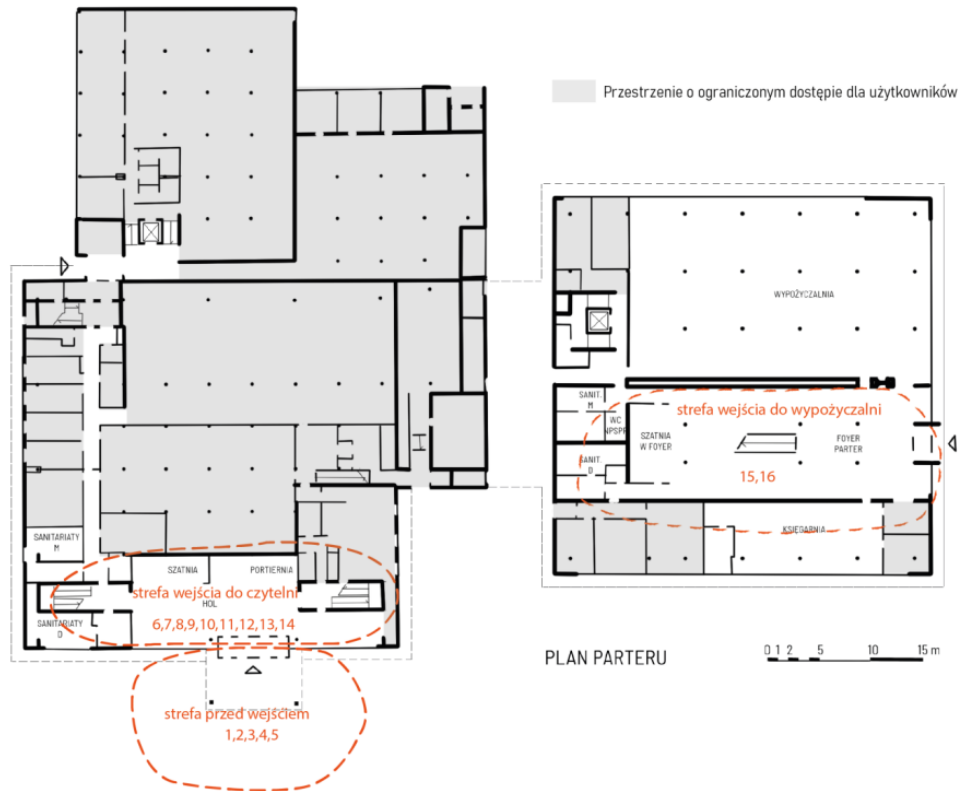 Przestrzenie o ograniczonym dostępie dla użytkowników
WYPOŻYCZALNIA
SANIT.
M
WC
NPSPR
SZATNIA
W FOYER
SANIT.
D
strefa wejścia do wypożyczalni
FOYER
PARTER
15,16
KSIĘGARNIA
SANITARIATY
M
SZATNIA
PORTIERNIA
strefa wejścia do czytelni
HOL
6,7,8,9,10,11,12,13,14
SANITARIATY
D
strefa przed wejściem
1,2,3,4,5
PLAN PARTERU
0 1 2 5 10 15 m